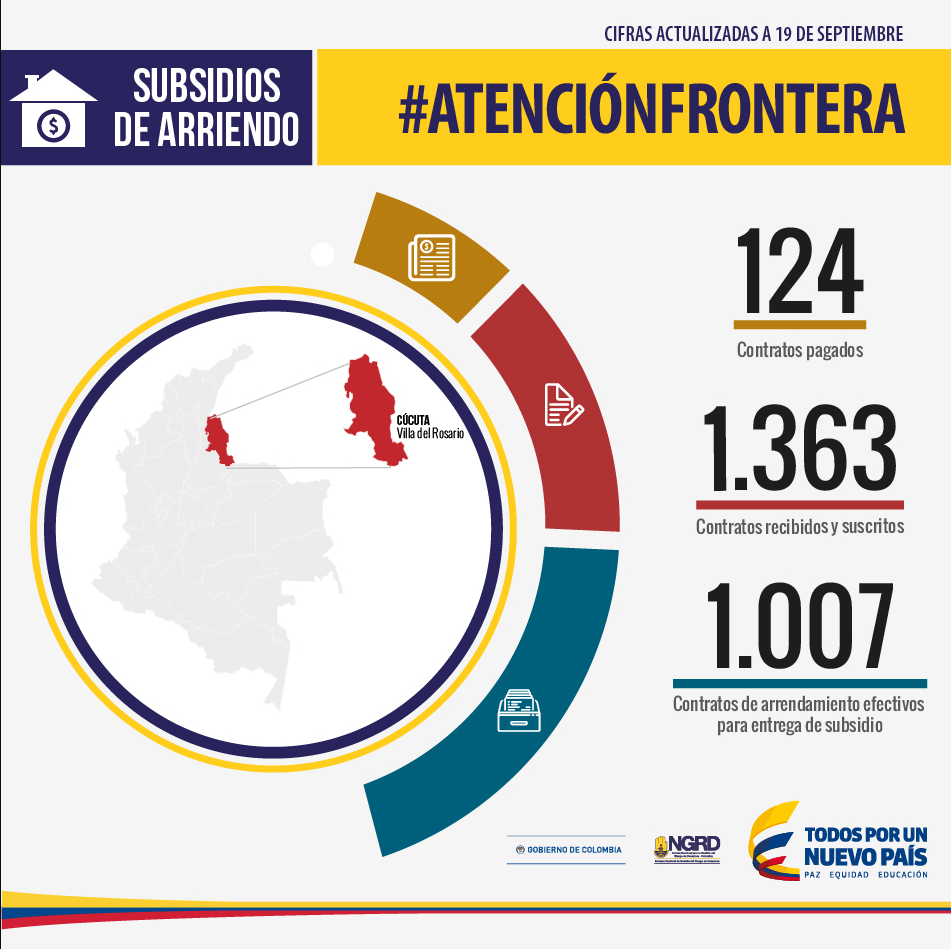 CIFRAS ACTUALIZADAS A 19 DE SEPTIEMBRE
SUBSIDIOS
DE ARRIENDO
#ATENCIÓNFRONTERA
124
Contratos pagados
CÚCUTA
Villa del Rosario
1.363
Contratos recibidos y suscritos
1.007
Contratos de arrendamiento efectivos
para entrega de subsidio
GOBIERNO DE COLOMBIA
NGRD
TODOS POR UN
NUEVO PAÍS
PAZ EQUIDAD EDUCACIÓN